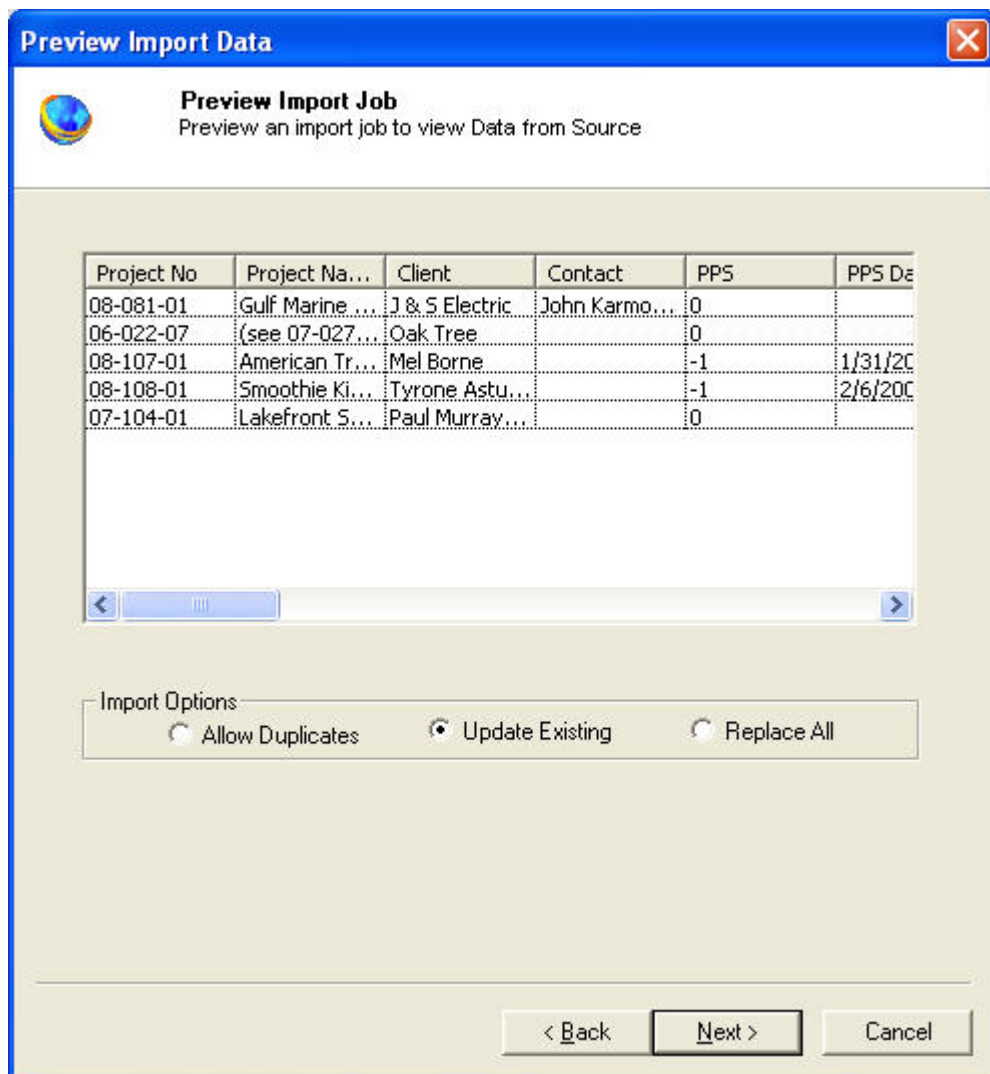 Preview Import Data
Preview Import Job
Preview an import job to view Data from Source
Project No Project Na... Client Contact PPS PPS Da
08-081-01 Gulf Marine ... J & S Electric John Karmo... 0
06-022-07 (see 07-027... Oak Tree 0
08-107-01 American Tr... Mel Borne -1 1/31/20
08-108-01 Smoothie Ki... Tyrone Astu... -1 2/6/200
07-104-01 Lakefront S... Paul Murray... 0
Import Options
Allow Duplicates Update Existing Replace All
< Back Next > Cancel